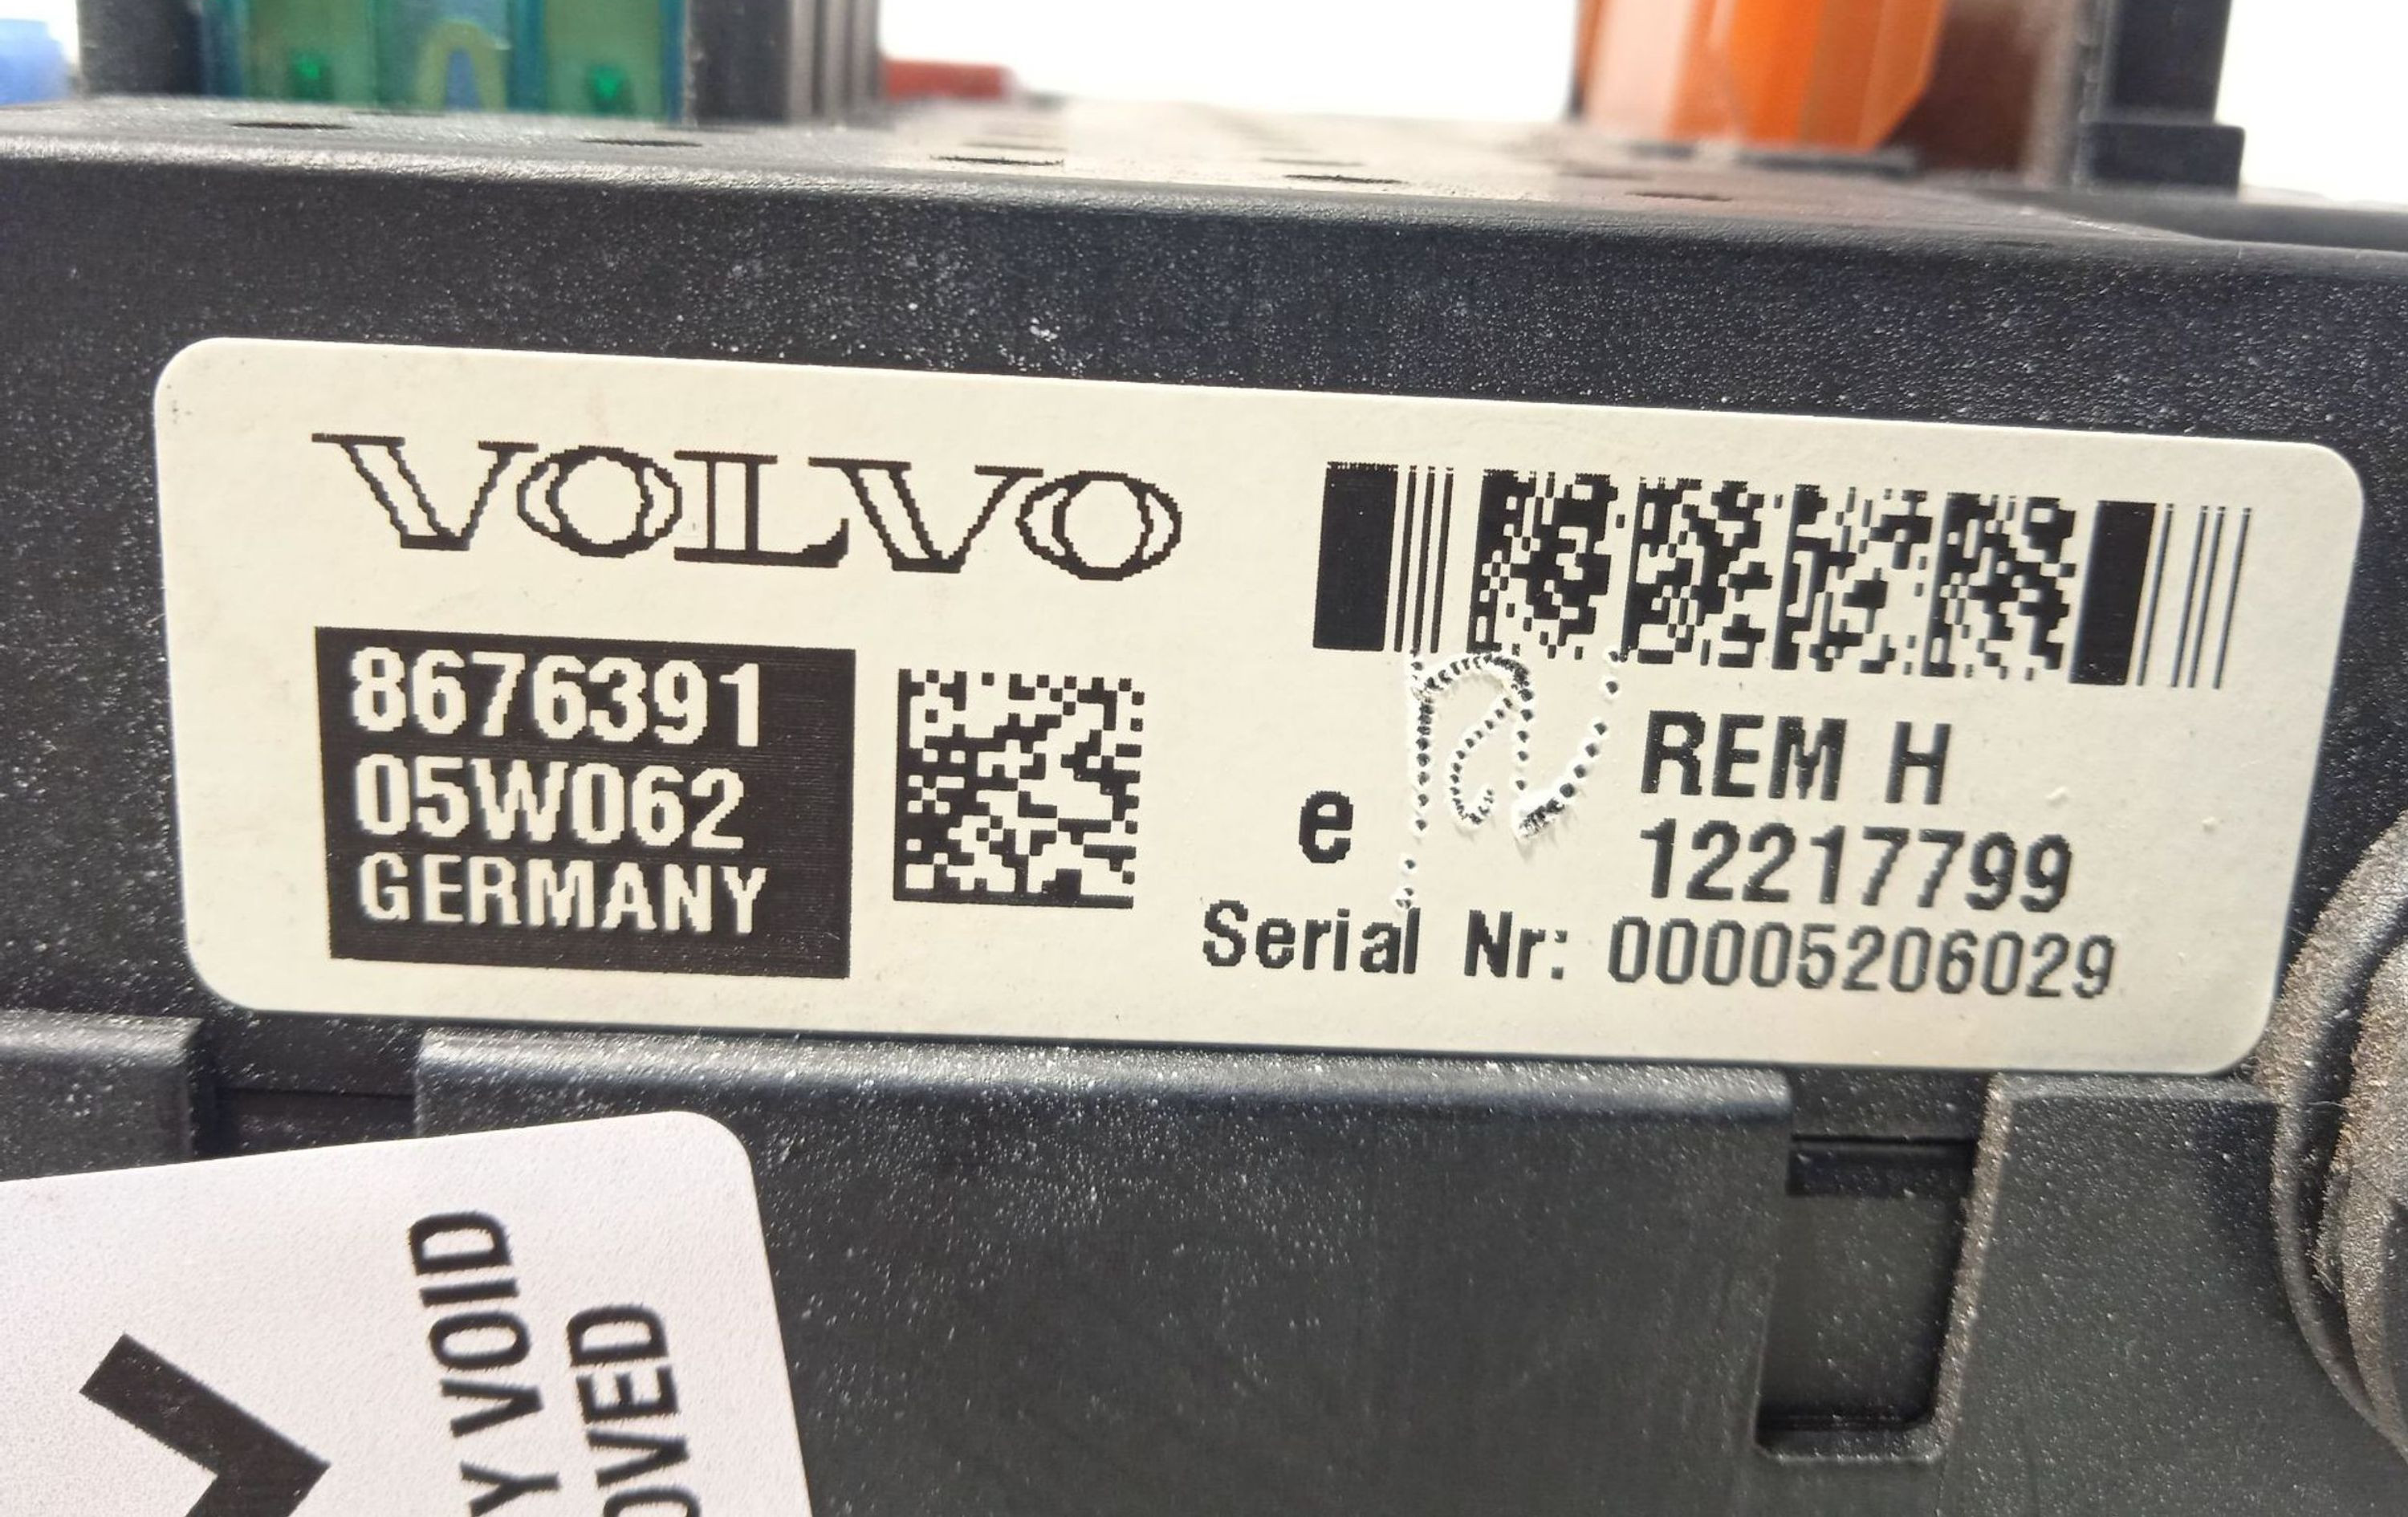 VOLVO
8676391
05W062
GERMANY
e
REM H
12217799
Serial Nr: 00005206029
Y VOID
OVED